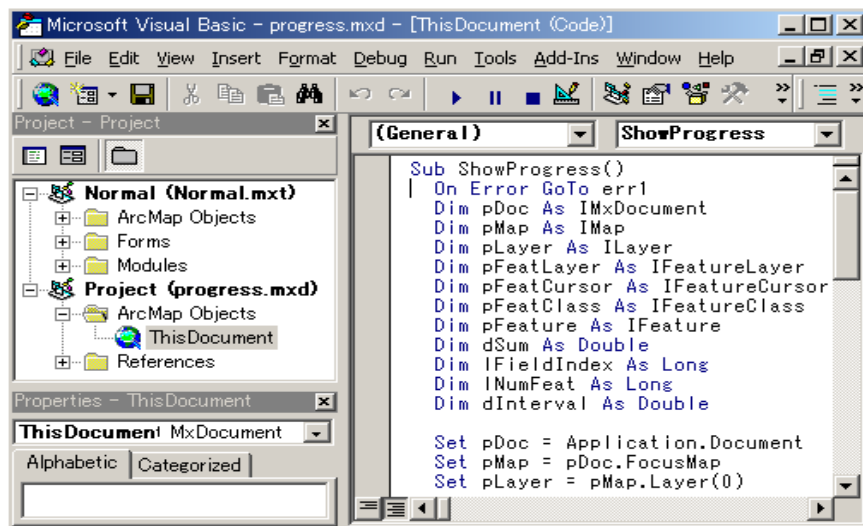 Microsoft Visual Basic - progress.mxd - [ThisDocument (Code)]
File Edit View Insert Format Debug Run Tools Add-Ins Window Help
Project - Project
Normal (Normal.mxt)
ArcMap Objects
Forms
Modules
Project (progress.mxd)
ArcMap Objects
ThisDocument
References
Properties - ThisDocument
ThisDocument MxDocument
Alphabetic Categorized
(General) ShowProgress
Sub ShowProgress()
On Error GoTo err1
Dim pDoc As IMxDocument
Dim pMap As IMap
Dim pLayer As ILayer
Dim pFeatLayer As IFeatureLayer
Dim pFeatCursor As IFeatureCursor
Dim pFeatClass As IFeatureClass
Dim pFeature As IFeature
Dim dSum As Double
Dim lFieldIndex As Long
Dim lNumFeat As Long
Dim dInterval As Double
Set pDoc = Application.Document
Set pMap = pDoc.FocusMap
Set pLayer = pMap.Layer(0)